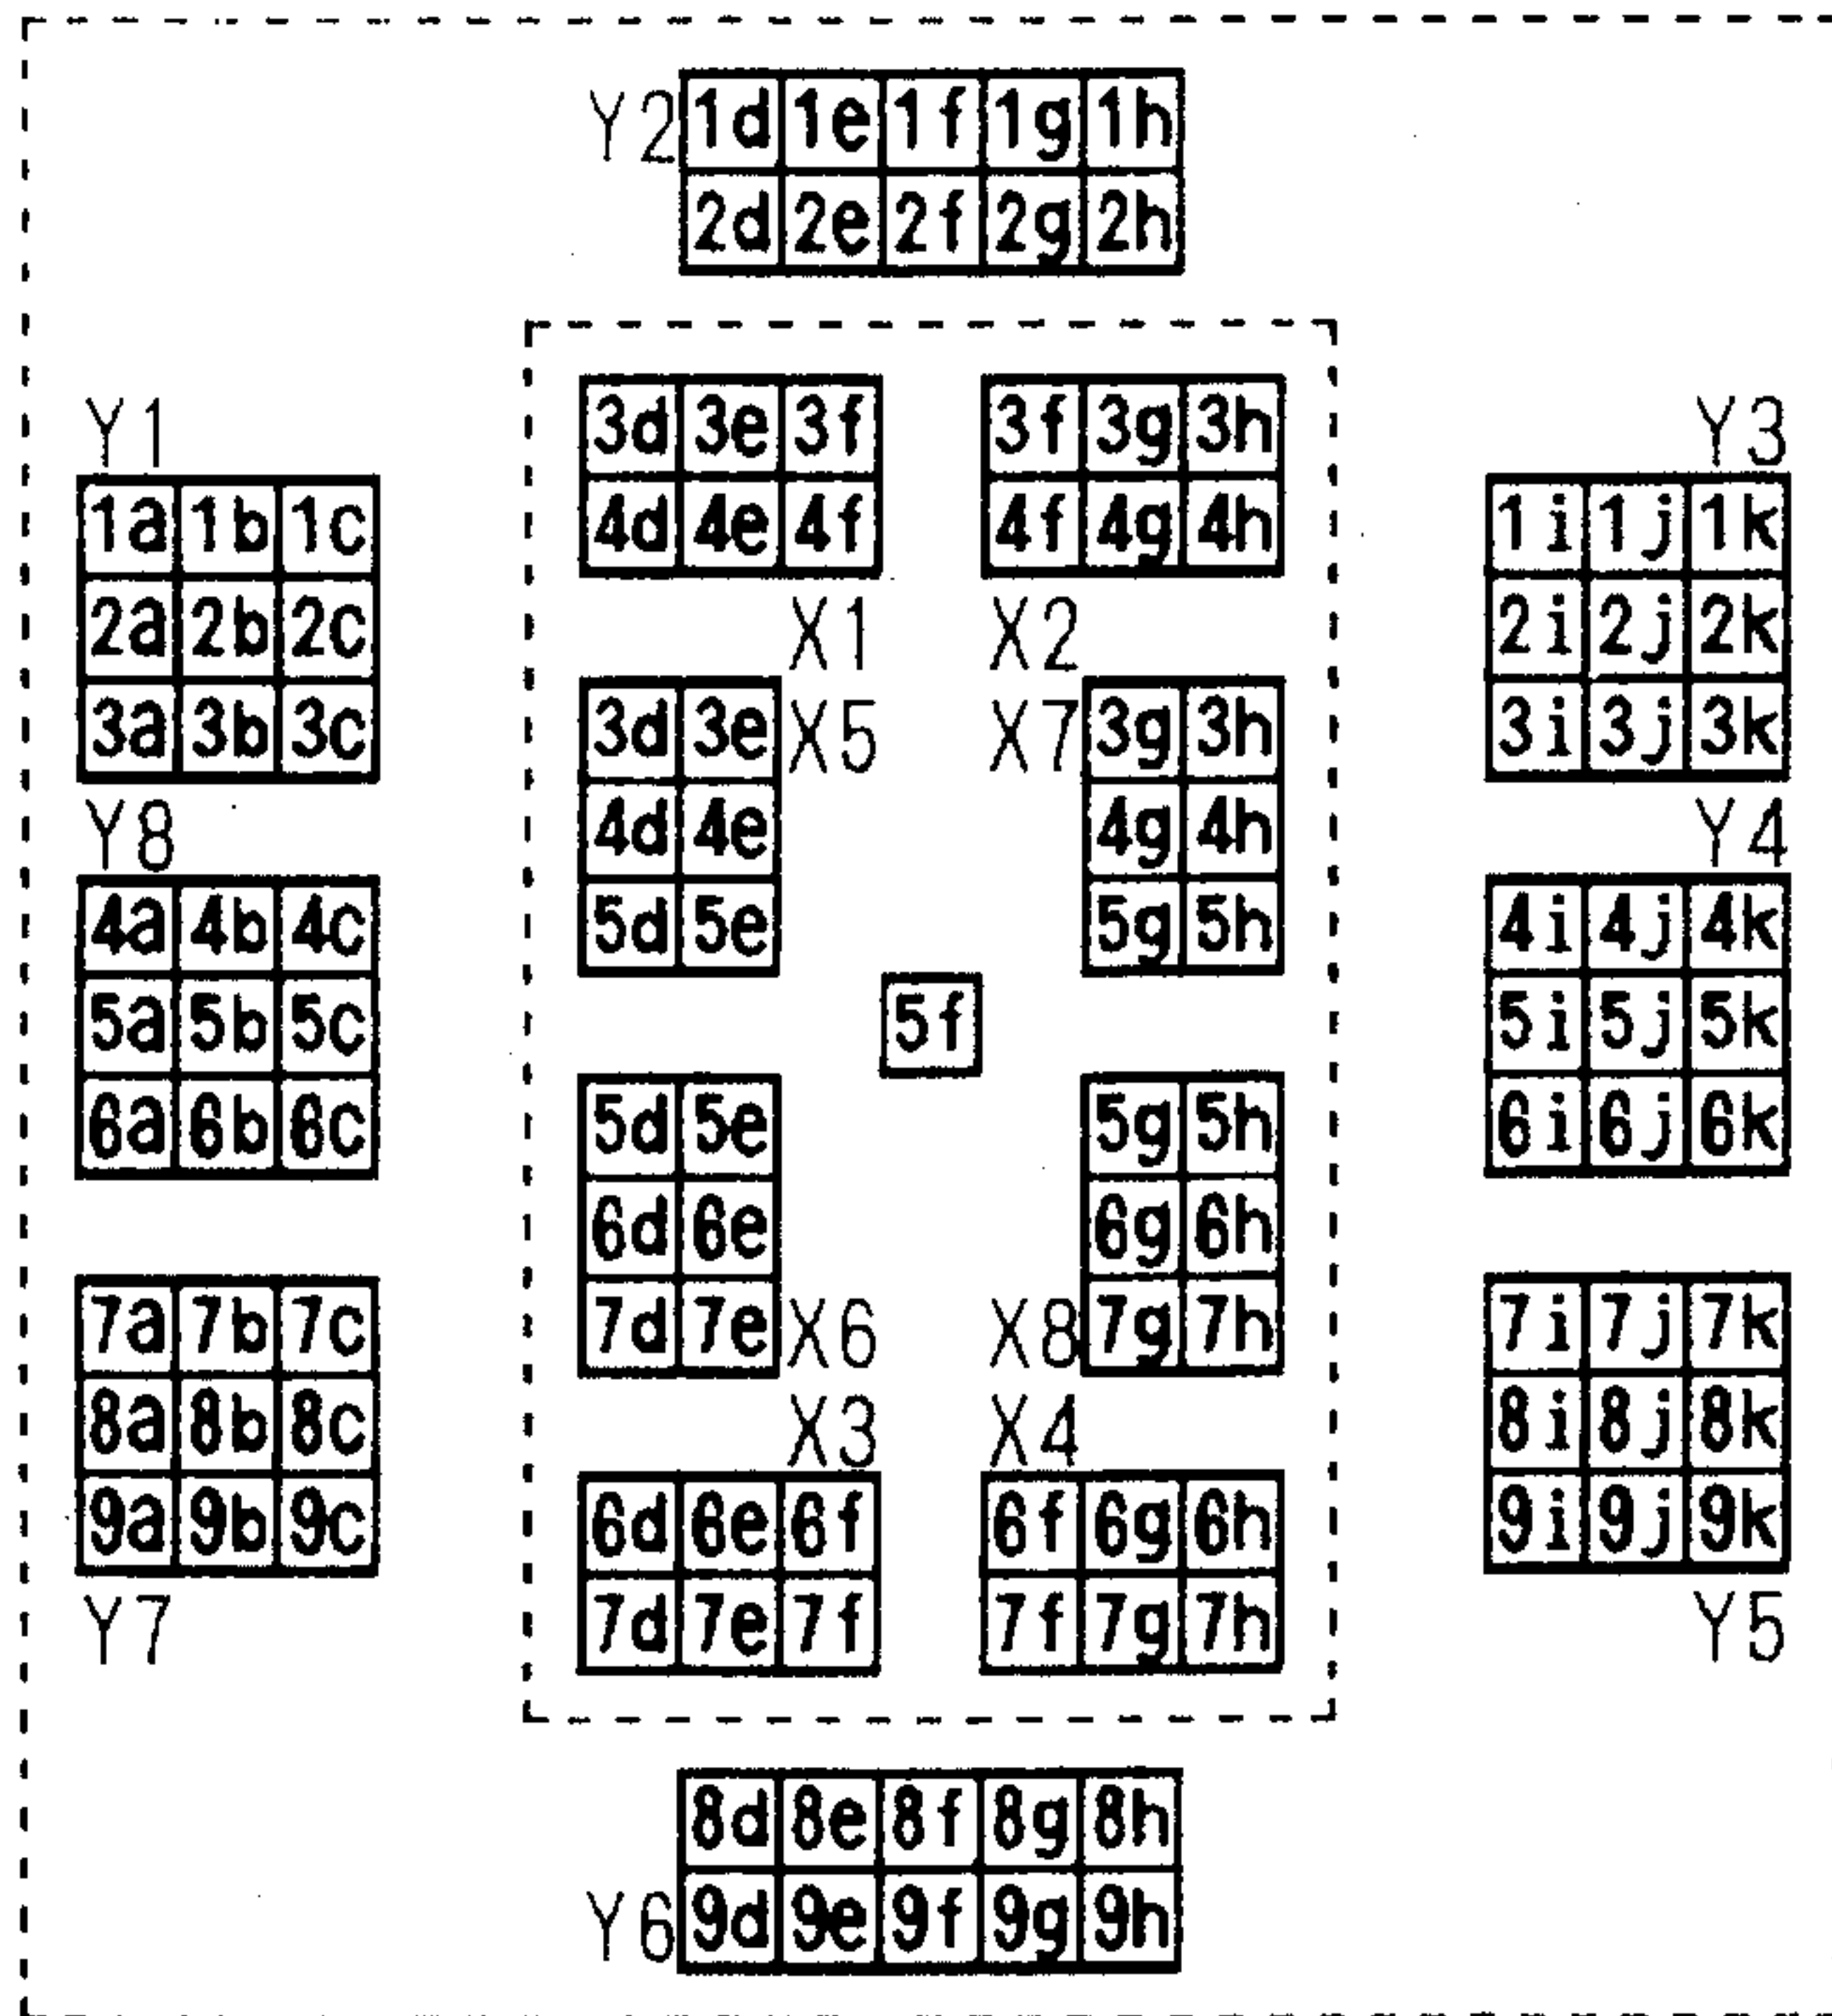 Y2
1d 1e 1f 1g 1h
2d 2e 2f 2g 2h
Y1
1a 1b 1c
2a 2b 2c
3a 3b 3c
Y8
4a 4b 4c
5a 5b 5c
6a 6b 6c
7a 7b 7c
8a 8b 8c
9a 9b 9c
Y7
3d 3e 3f
4d 4e 4f
X1
3f 3g 3h
4f 4g 4h
X2
X5
3d 3e
4d 4e
5d 5e
X7
3g 3h
4g 4h
5g 5h
5f
5d 5e
6d 6e
7d 7e
X6
5g 5h
6g 6h
7g 7h
X8
X3
6d 6e 6f
7d 7e 7f
X4
6f 6g 6h
7f 7g 7h
Y3
1i 1j 1k
2i 2j 2k
3i 3j 3k
Y4
4i 4j 4k
5i 5j 5k
6i 6j 6k
7i 7j 7k
8i 8j 8k
9i 9j 9k
Y5
8d 8e 8f 8g 8h
9d 9e 9f 9g 9h
Y6